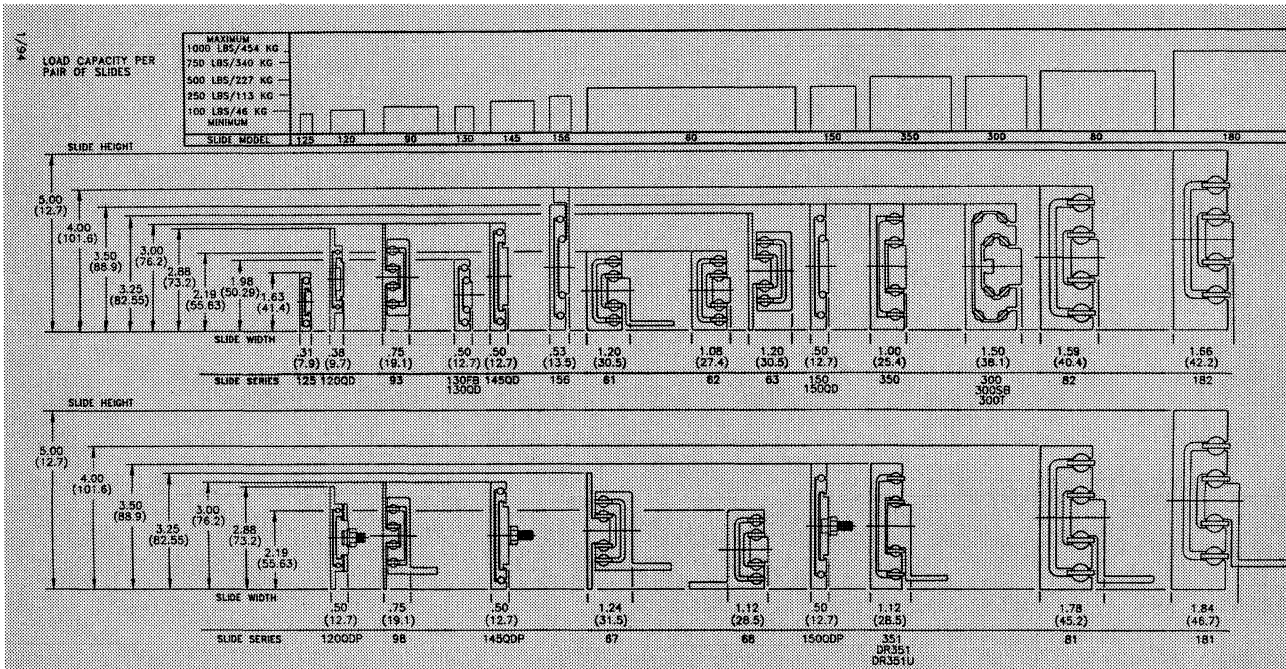 1/94
LOAD CAPACITY PER
PAIR OF SLIDES
MAXIMUM
1000 LBS/454 KG
750 LBS/340 KG
500 LBS/227 KG
250 LBS/113 KG
100 LBS/46 KG
MINIMUM
SLIDE MODEL 125 120 90 130 145 156 60 150 350 300 80 180
SLIDE HEIGHT
5.00
(12.7)
4.00
(101.6)
3.50
(88.9)
3.25
(82.55)
3.00
(76.2)
2.88
(73.2)
2.19
(55.63)
1.98
(50.29)
1.63
(41.4)
SLIDE WIDTH
.31 .38 .75 .50 .50 .53 1.20 1.08 1.20 .50 1.00 1.50 1.59 1.66
(7.9) (9.7) (19.1) (12.7) (12.7) (13.5) (30.5) (27.4) (30.5) (12.7) (25.4) (38.1) (40.4) (42.2)
SLIDE SERIES 125 120QD 93 130FB 145QD 156 61 62 63 150 350 300 82 182
130QD 150QD 300SB
300T
SLIDE HEIGHT
5.00
(12.7)
4.00
(101.6)
3.50
(88.9)
3.25
(82.55)
3.00
(76.2)
2.88
(73.2)
2.19
(55.63)
SLIDE WIDTH
.50 .75 .50 1.24 1.12 .50 1.12 1.78 1.84
(12.7) (19.1) (12.7) (31.5) (28.5) (12.7) (28.5) (45.2) (46.7)
SLIDE SERIES 120QDP 98 145QDP 67 68 150QDP 351 81 181
DR351
DR351U